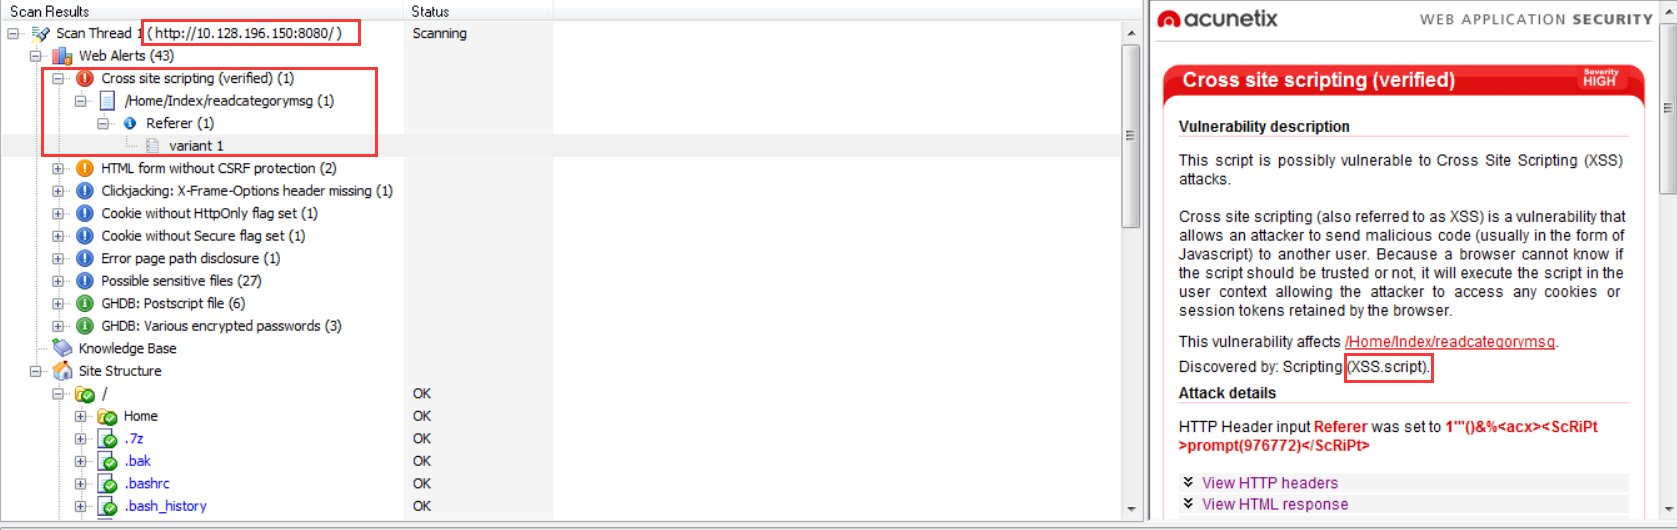 Scan Results
Status
Scan Thread 1 ( http://10.128.196.150:8080/ )
Scanning
Web Alerts (43)
Cross site scripting (verified) (1)
/Home/Index/readcategorymsg (1)
Referer (1)
variant 1
HTML form without CSRF protection (2)
Clickjacking: X-Frame-Options header missing (1)
Cookie without HttpOnly flag set (1)
Cookie without Secure flag set (1)
Error page path disclosure (1)
Possible sensitive files (27)
GHDB: Postscript file (6)
GHDB: Various encrypted passwords (3)
Knowledge Base
Site Structure
/
OK
Home
OK
.7z
OK
.bak
OK
.bashrc
OK
.bash_history
OK
acunetix
WEB APPLICATION SECURITY
Cross site scripting (verified)
Severity
HIGH
Vulnerability description
This script is possibly vulnerable to Cross Site Scripting (XSS)
attacks.
Cross site scripting (also referred to as XSS) is a vulnerability that
allows an attacker to send malicious code (usually in the form of
Javascript) to another user. Because a browser cannot know if
the script should be trusted or not, it will execute the script in the
user context allowing the attacker to access any cookies or
session tokens retained by the browser.
This vulnerability affects /Home/Index/readcategorymsg.
Discovered by: Scripting (XSS.script).
Attack details
HTTP Header input Referer was set to 1'"()&%<acx><ScRiPt
>prompt(976772)</ScRiPt>
View HTTP headers
View HTML response